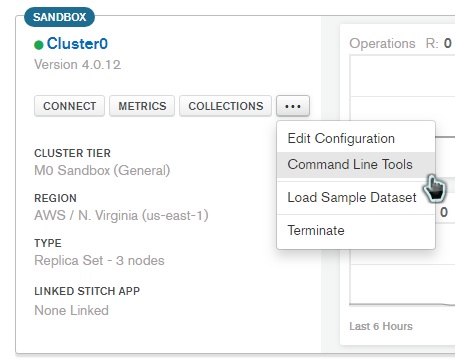 SANDBOX
Cluster0
Version 4.0.12
CONNECT METRICS COLLECTIONS ...
Edit Configuration
Command Line Tools
Load Sample Dataset
Terminate
CLUSTER TIER
M0 Sandbox (General)
REGION
AWS / N. Virginia (us-east-1)
TYPE
Replica Set - 3 nodes
LINKED STITCH APP
None Linked
Operations R: 0
0
Last 6 Hours